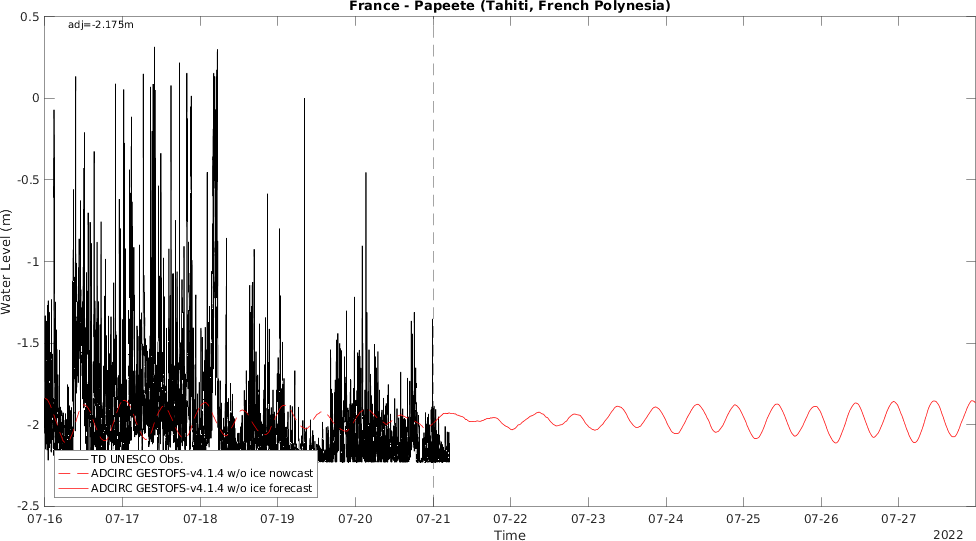 France - Papeete (Tahiti, French Polynesia)
adj=-2.175m
0.5
0
-0.5
-1
-1.5
-2
-2.5
Water Level (m)
TD UNESCO Obs.
ADCIRC GESTOFS-v4.1.4 w/o ice nowcast
ADCIRC GESTOFS-v4.1.4 w/o ice forecast
07-16 07-17 07-18 07-19 07-20 07-21 07-22 07-23 07-24 07-25 07-26 07-27
Time
2022